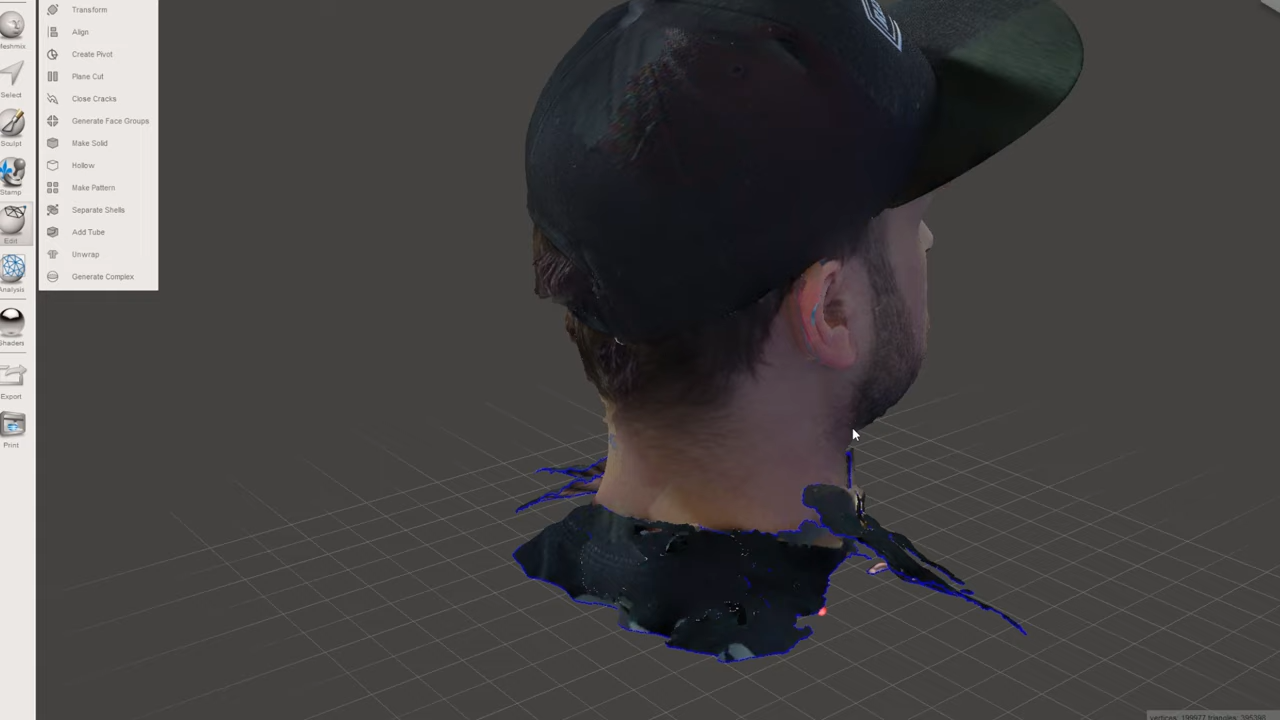 Transform
Align
Create Pivot
Plane Cut
Close Cracks
Generate Face Groups
Make Solid
Hollow
Make Pattern
Separate Shells
Add Tube
Unwrap
Generate Complex
Meshmix
Select
Sculpt
Stamp
Edit
Analysis
Shaders
Export
Print